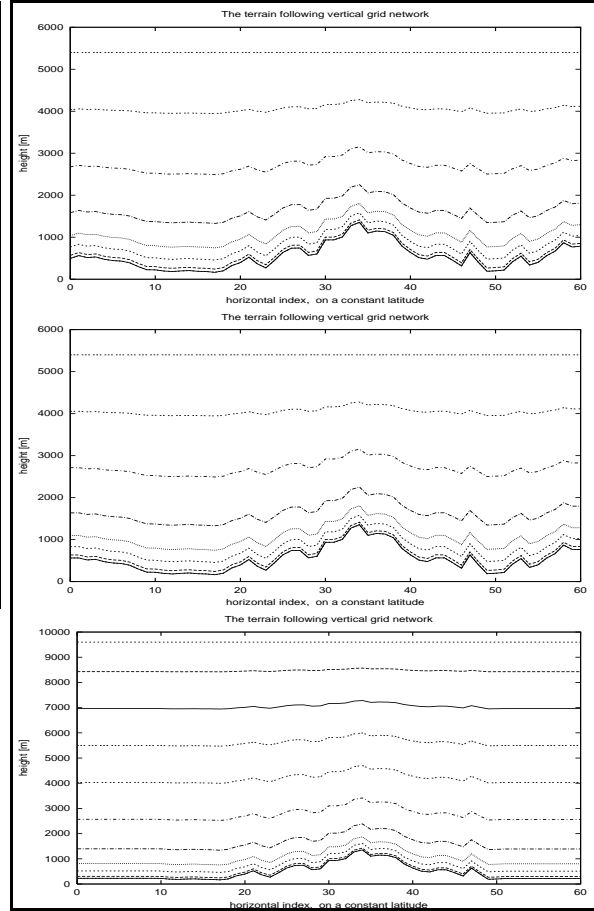 The terrain following vertical grid network
6000
5000
4000
3000
2000
1000
0
height [m]
0 10 20 30 40 50 60
horizontal index, on a constant latitude
The terrain following vertical grid network
6000
5000
4000
3000
2000
1000
0
height [m]
0 10 20 30 40 50 60
horizontal index, on a constant latitude
The terrain following vertical grid network
10000
9000
8000
7000
6000
5000
4000
3000
2000
1000
0
height [m]
0 10 20 30 40 50 60
horizontal index, on a constant latitude